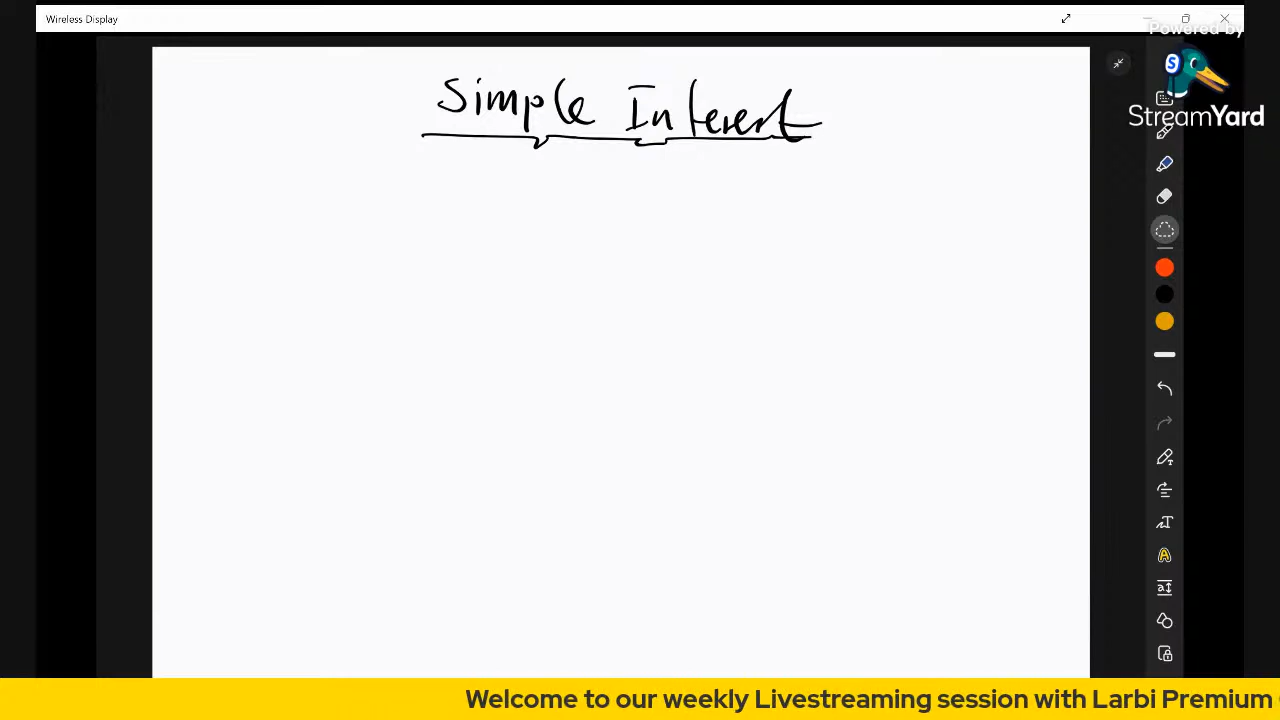 Wireless Display
Powered by
StreamYard
Simple Interest
Welcome to our weekly Livestreaming session with Larbi Premium